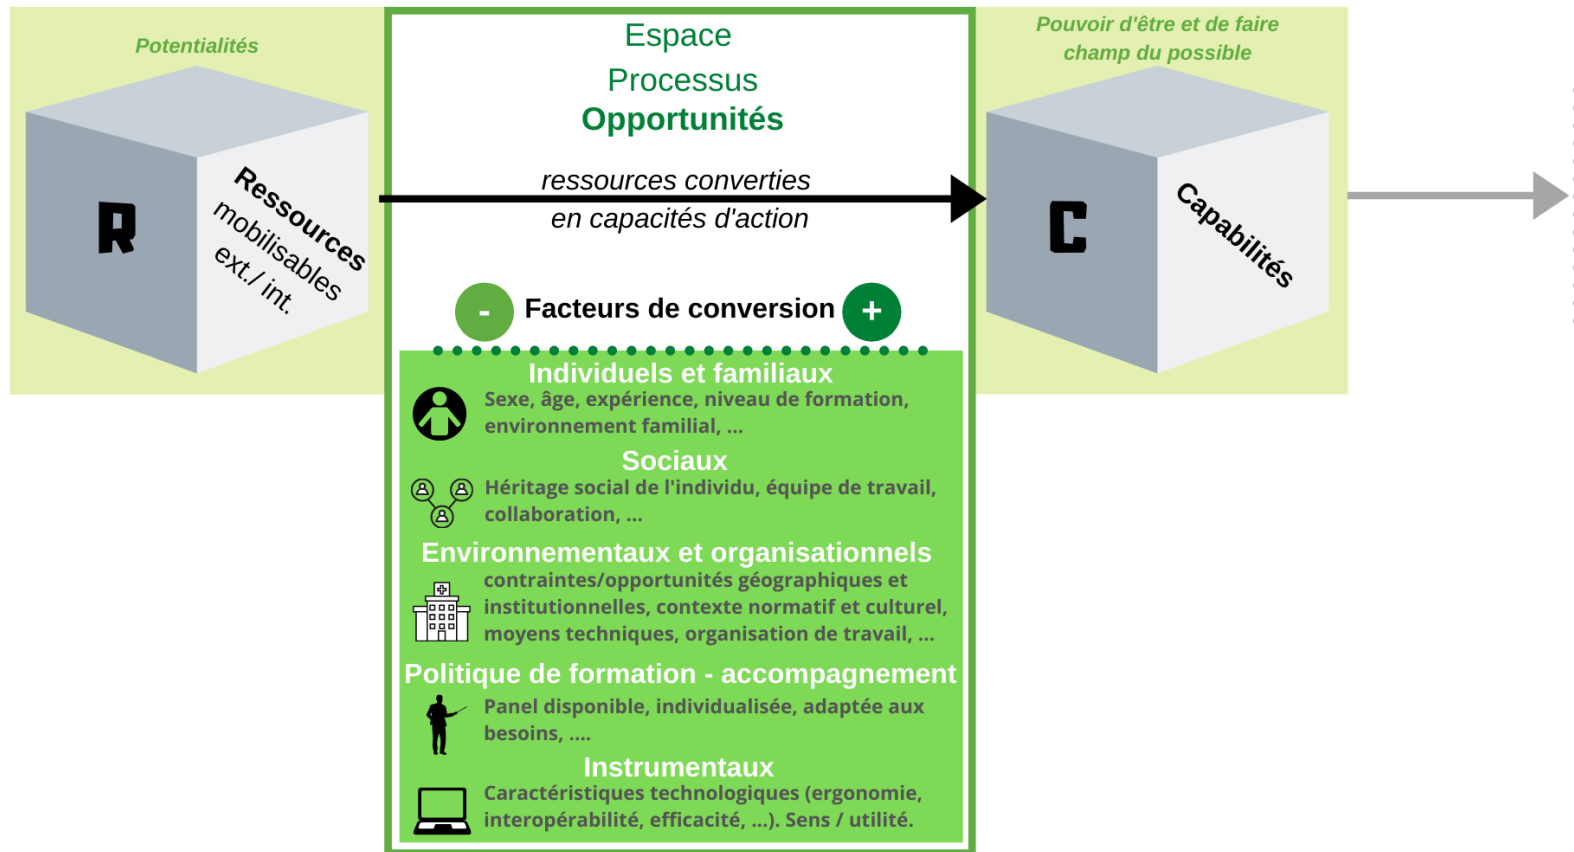 Potentialités
R
Ressources
mobilisables
ext./ int.
Espace
Processus
Opportunités
ressources converties
en capacités d'action
- Facteurs de conversion +
Individuels et familiaux
Sexe, âge, expérience, niveau de formation,
environnement familial, ...
Sociaux
Héritage social de l'individu, équipe de travail,
collaboration, ...
Environnementaux et organisationnels
contraintes/opportunités géographiques et
institutionnelles, contexte normatif et culturel,
moyens techniques, organisation de travail, ...
Politique de formation - accompagnement
Panel disponible, individualisée, adaptée aux
besoins, ....
Instrumentaux
Caractéristiques technologiques (ergonomie,
interopérabilité, efficacité, ...). Sens / utilité.
Pouvoir d'être et de faire
champ du possible
C
Capabilités